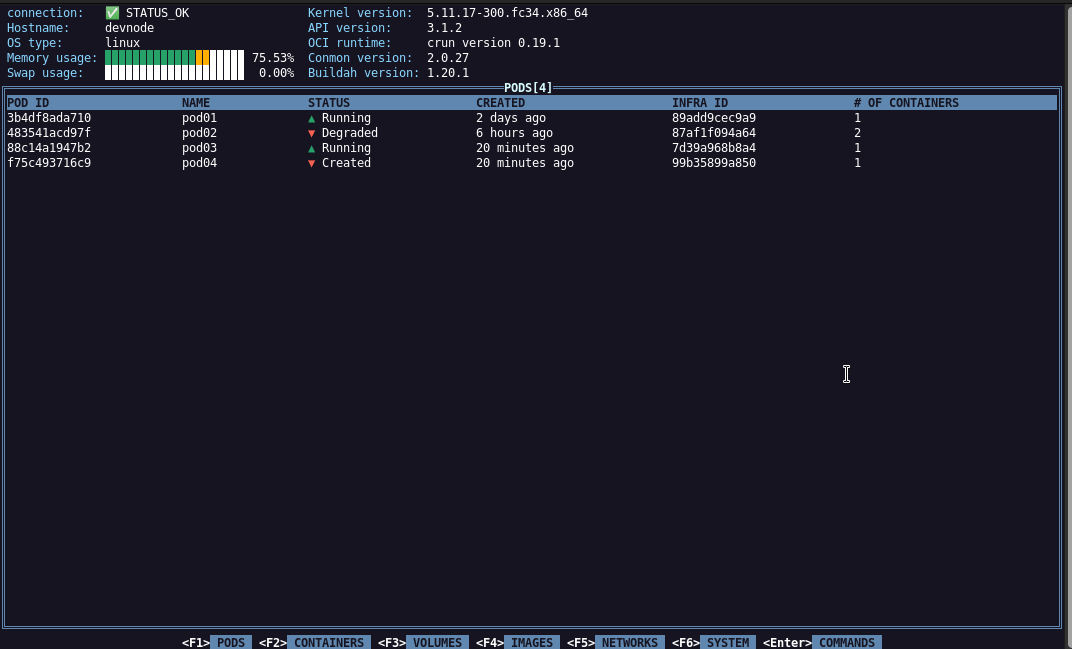 connection: ✅ STATUS_OK Kernel version: 5.11.17-300.fc34.x86_64
Hostname: devnode API version: 3.1.2
OS type: linux OCI runtime: crun version 0.19.1
Memory usage: 75.53% Conmon version: 2.0.27
Swap usage: 0.00% Buildah version: 1.20.1
PODS[4]
POD ID NAME STATUS CREATED INFRA ID # OF CONTAINERS
3b4df8ada710 pod01 ▲ Running 2 days ago 89add9cec9a9 1
483541acd97f pod02 ▼ Degraded 6 hours ago 87af1f094a64 2
88c14a1947b2 pod03 ▲ Running 20 minutes ago 7d39a968b8a4 1
f75c493716c9 pod04 ▼ Created 20 minutes ago 99b35899a850 1
<F1> PODS <F2> CONTAINERS <F3> VOLUMES <F4> IMAGES <F5> NETWORKS <F6> SYSTEM <Enter> COMMANDS